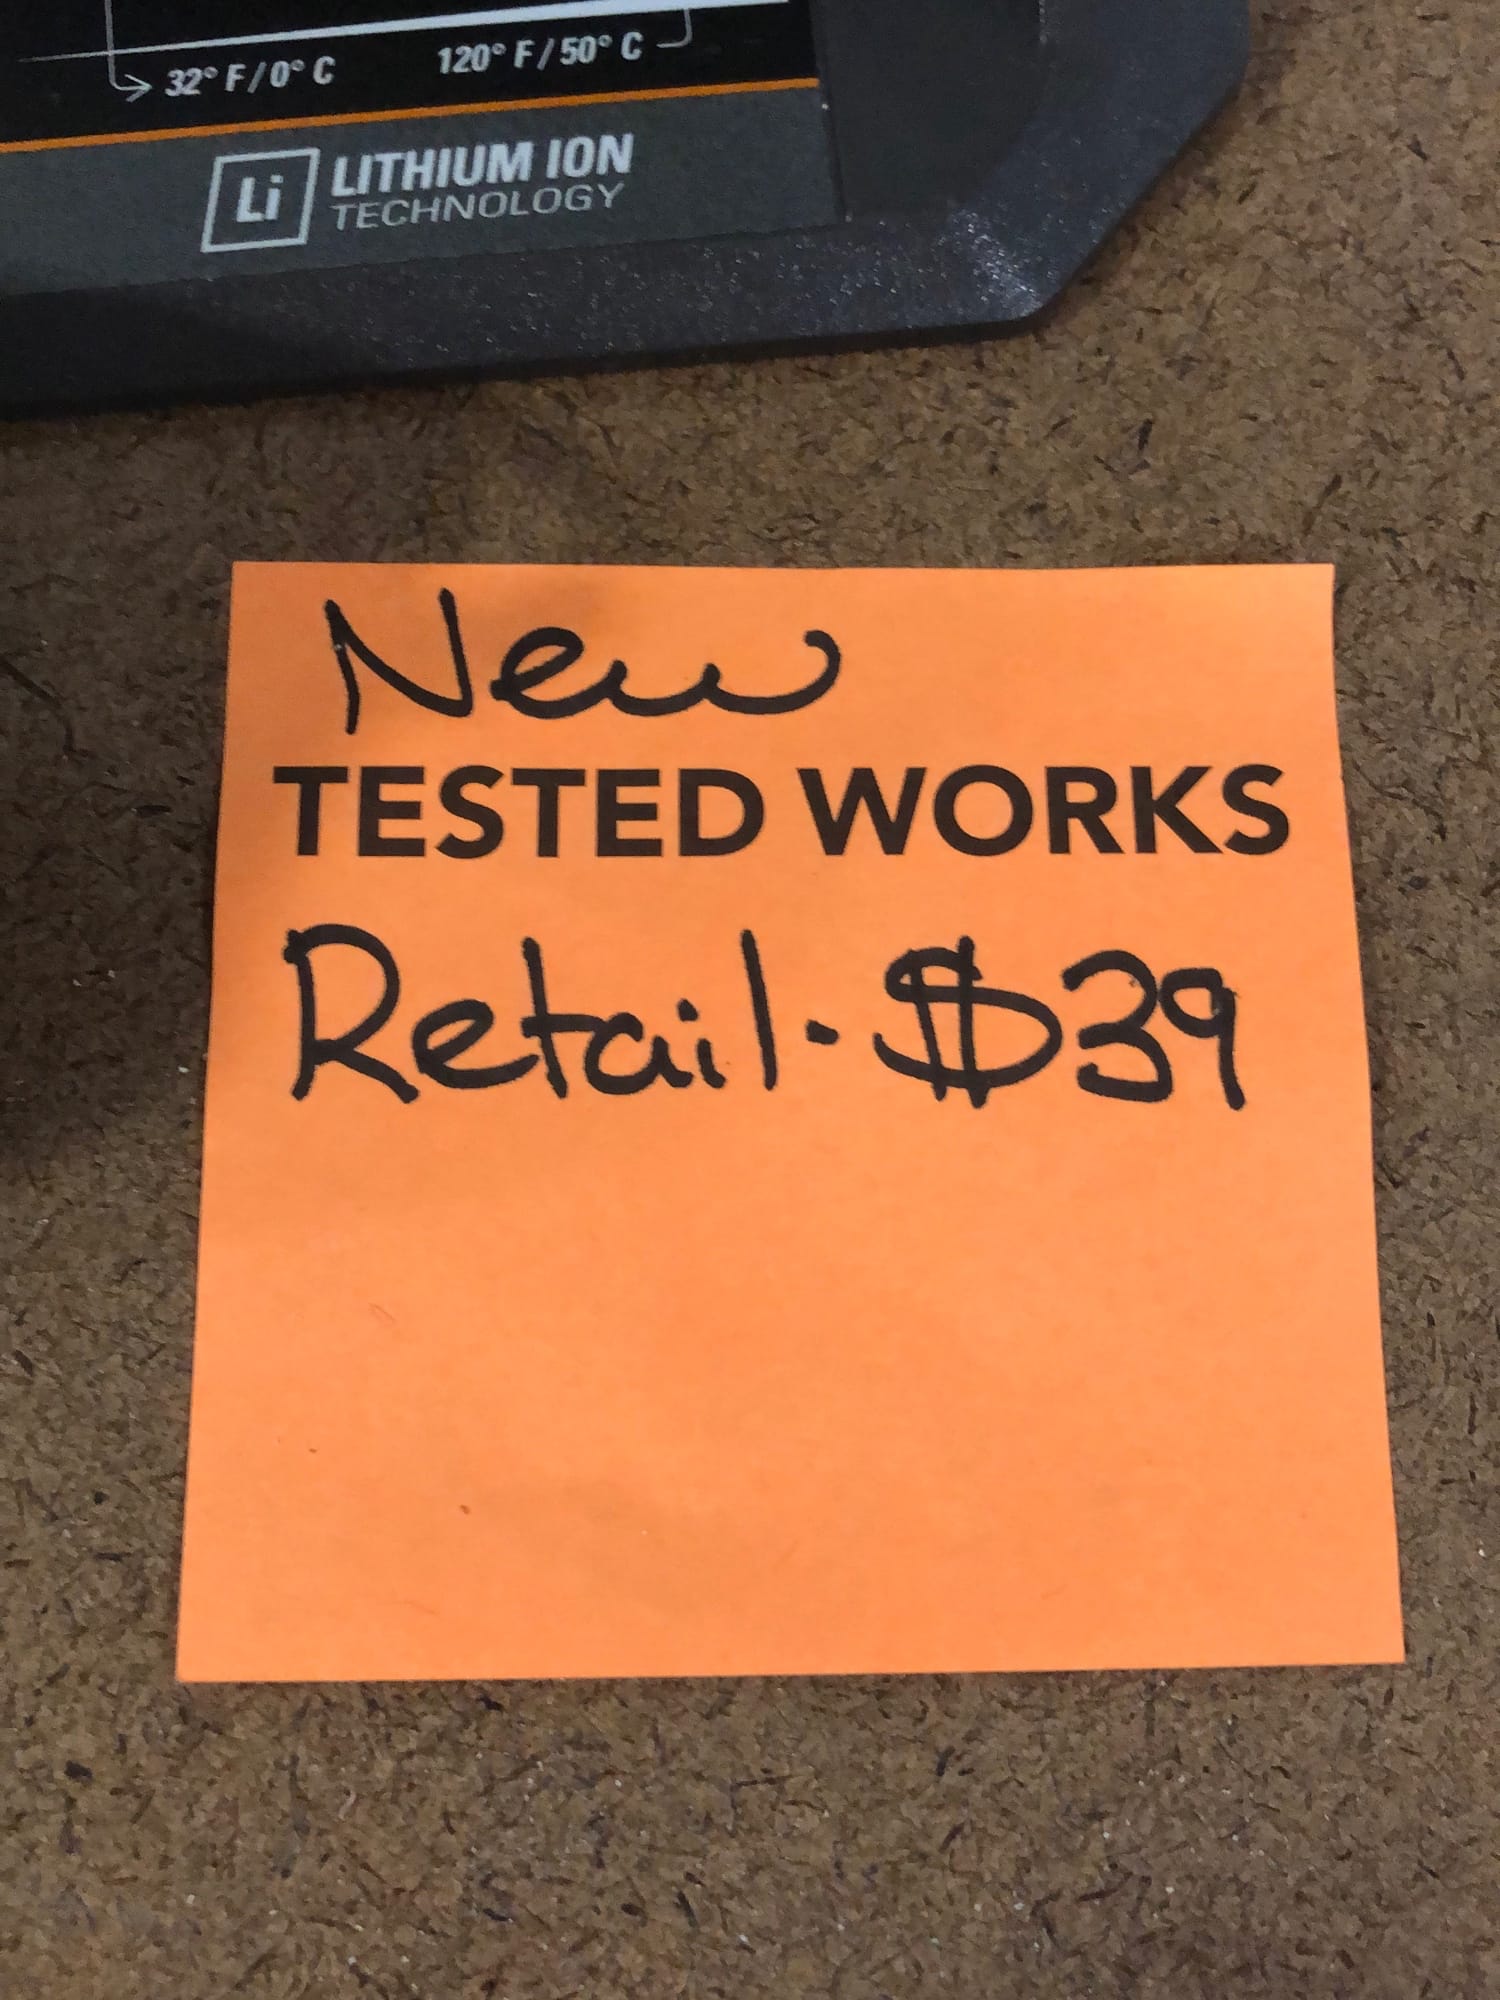 32° F/0° C 120° F/50° C
Li LITHIUM ION
TECHNOLOGY
New
TESTED WORKS
Retail. $39